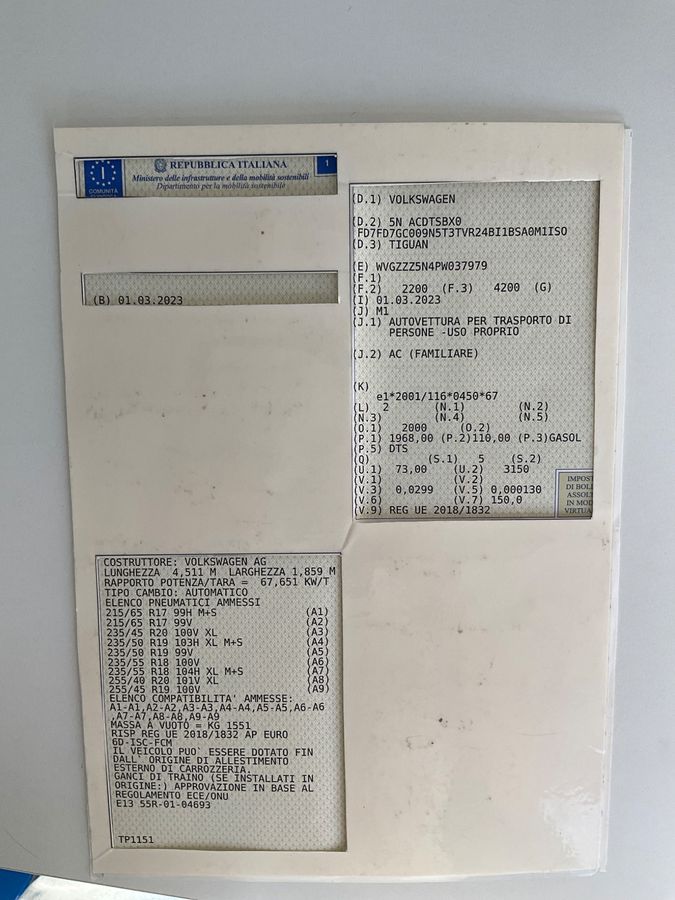 I
COMUNITÀ
REPUBBLICA ITALIANA
Ministero delle infrastrutture e della mobilità sostenibili
Dipartimento per la mobilità sostenibile
1
(B) 01.03.2023
(D.1) VOLKSWAGEN
(D.2) 5N ACDTSBX0
FD7FD7GC009N5T3TVR24BI1BSA0M1ISO
(D.3) TIGUAN
(E) WVGZZZ5N4PW037979
(F.1)
(F.2) 2200 (F.3) 4200 (G)
(I) 01.03.2023
(J) M1
(J.1) AUTOVETTURA PER TRASPORTO DI
PERSONE -USO PROPRIO
(J.2) AC (FAMILIARE)
(K)
e1*2001/116*0450*67
(L) 2 (N.1) (N.2)
(N.3) (N.4) (N.5)
(O.1) 2000 (O.2)
(P.1) 1968,00 (P.2)110,00 (P.3)GASOL
(P.5) DTS
(Q) (S.1) 5 (S.2)
(U.1) 73,00 (U.2) 3150
(V.1) (V.2)
(V.3) 0,0299 (V.5) 0,000130
(V.6) (V.7) 150,0
(V.9) REG UE 2018/1832
IMPOST
DI BOLL
ASSOLT
IN MOD
VIRTUA
COSTRUTTORE: VOLKSWAGEN AG
LUNGHEZZA 4,511 M LARGHEZZA 1,859 M
RAPPORTO POTENZA/TARA = 67,651 KW/T
TIPO CAMBIO: AUTOMATICO
ELENCO PNEUMATICI AMMESSI
215/65 R17 99H M+S (A1)
215/65 R17 99V (A2)
235/45 R20 100V XL (A3)
235/50 R19 103H XL M+S (A4)
235/50 R19 99V (A5)
235/55 R18 100V (A6)
235/55 R18 104H XL M+S (A7)
255/40 R20 101V XL (A8)
255/45 R19 100V (A9)
ELENCO COMPATIBILITA' AMMESSE:
A1-A1,A2-A2,A3-A3,A4-A4,A5-A5,A6-A6
,A7-A7,A8-A8,A9-A9
MASSA A VUOTO = KG 1551
RISP REG UE 2018/1832 AP EURO
6D-ISC-FCM
IL VEICOLO PUO` ESSERE DOTATO FIN
DALL` ORIGINE DI ALLESTIMENTO
ESTERNO DI CARROZZERIA.
GANCI DI TRAINO (SE INSTALLATI IN
ORIGINE:) APPROVAZIONE IN BASE AL
REGOLAMENTO ECE/ONU
E13 55R-01-04693
TP1151